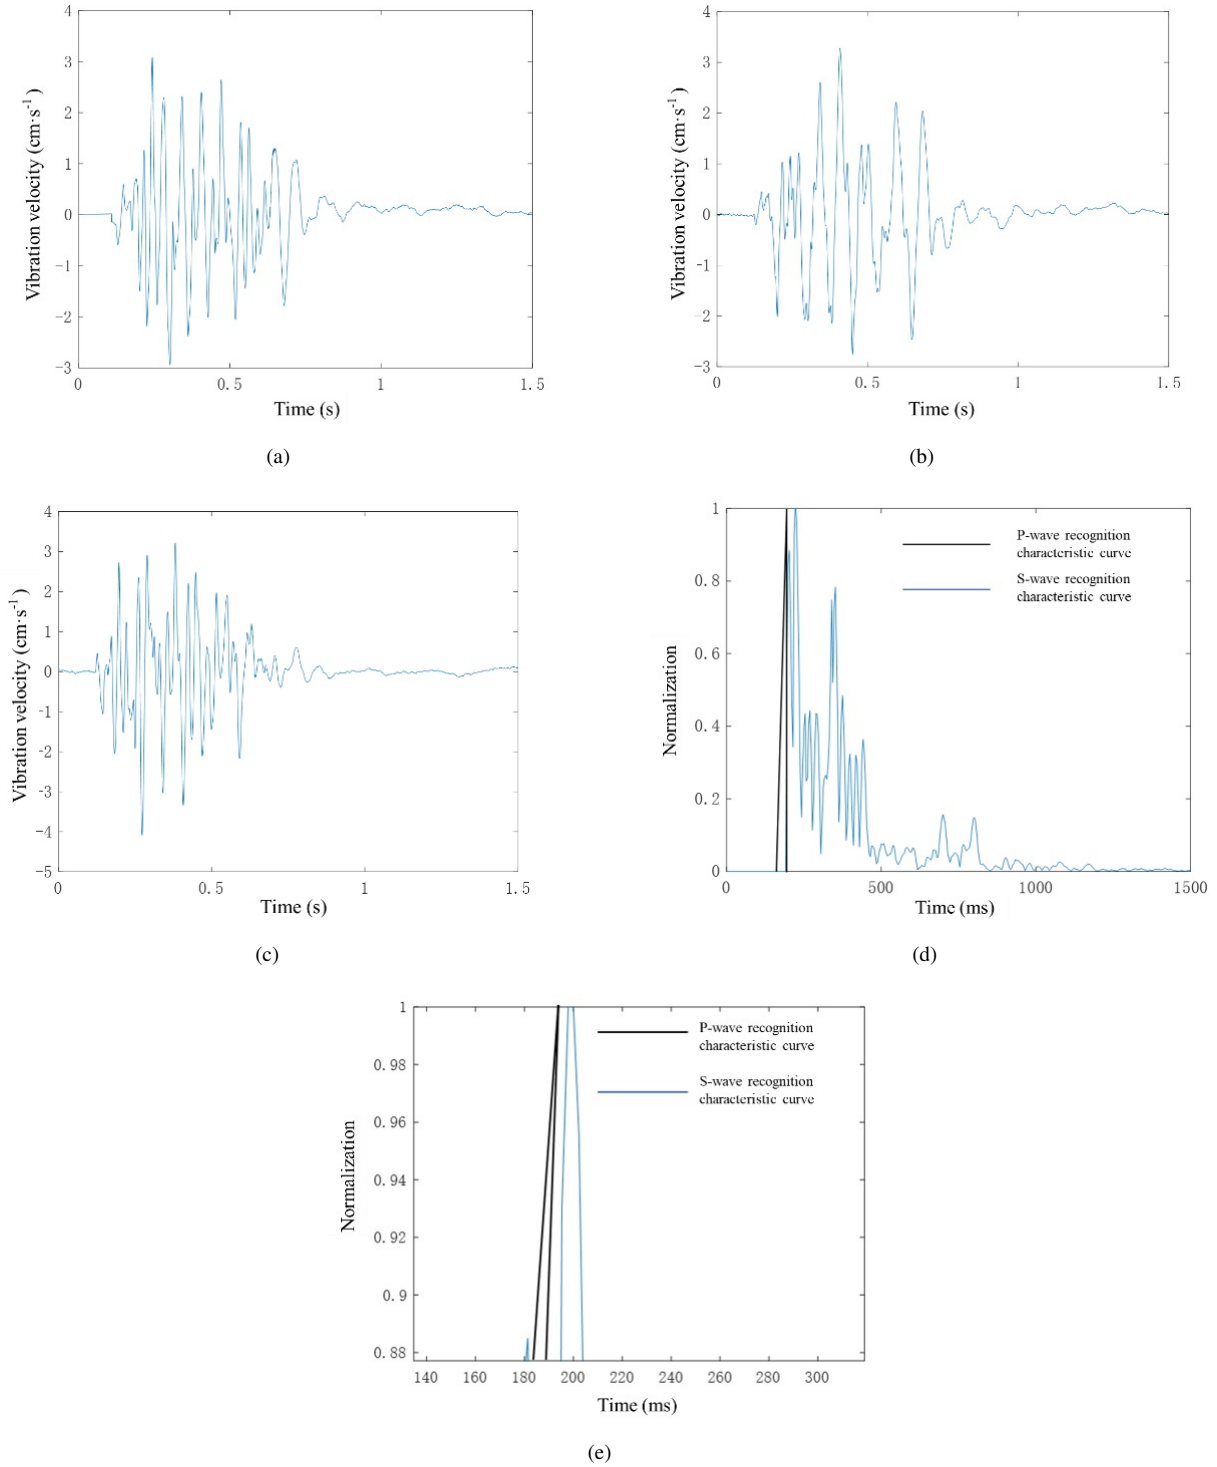 4
3
2
1
0
-1
-2
-3
0 0.5 1 1.5
Vibration velocity (cm·s-1)
Time (s)
(a)
4
3
2
1
0
-1
-2
-3
0 0.5 1 1.5
Vibration velocity (cm·s-1)
Time (s)
(b)
4
3
2
1
0
-1
-2
-3
-4
-5
0 0.5 1 1.5
Vibration velocity (cm·s-1)
Time (s)
(c)
1
0.8
0.6
0.4
0.2
0
0 500 1000 1500
Normalization
Time (ms)
P-wave recognition
characteristic curve
S-wave recognition
characteristic curve
(d)
1
0.98
0.96
0.94
0.92
0.9
0.88
140 160 180 200 220 240 260 280 300
Normalization
Time (ms)
P-wave recognition
characteristic curve
S-wave recognition
characteristic curve
(e)